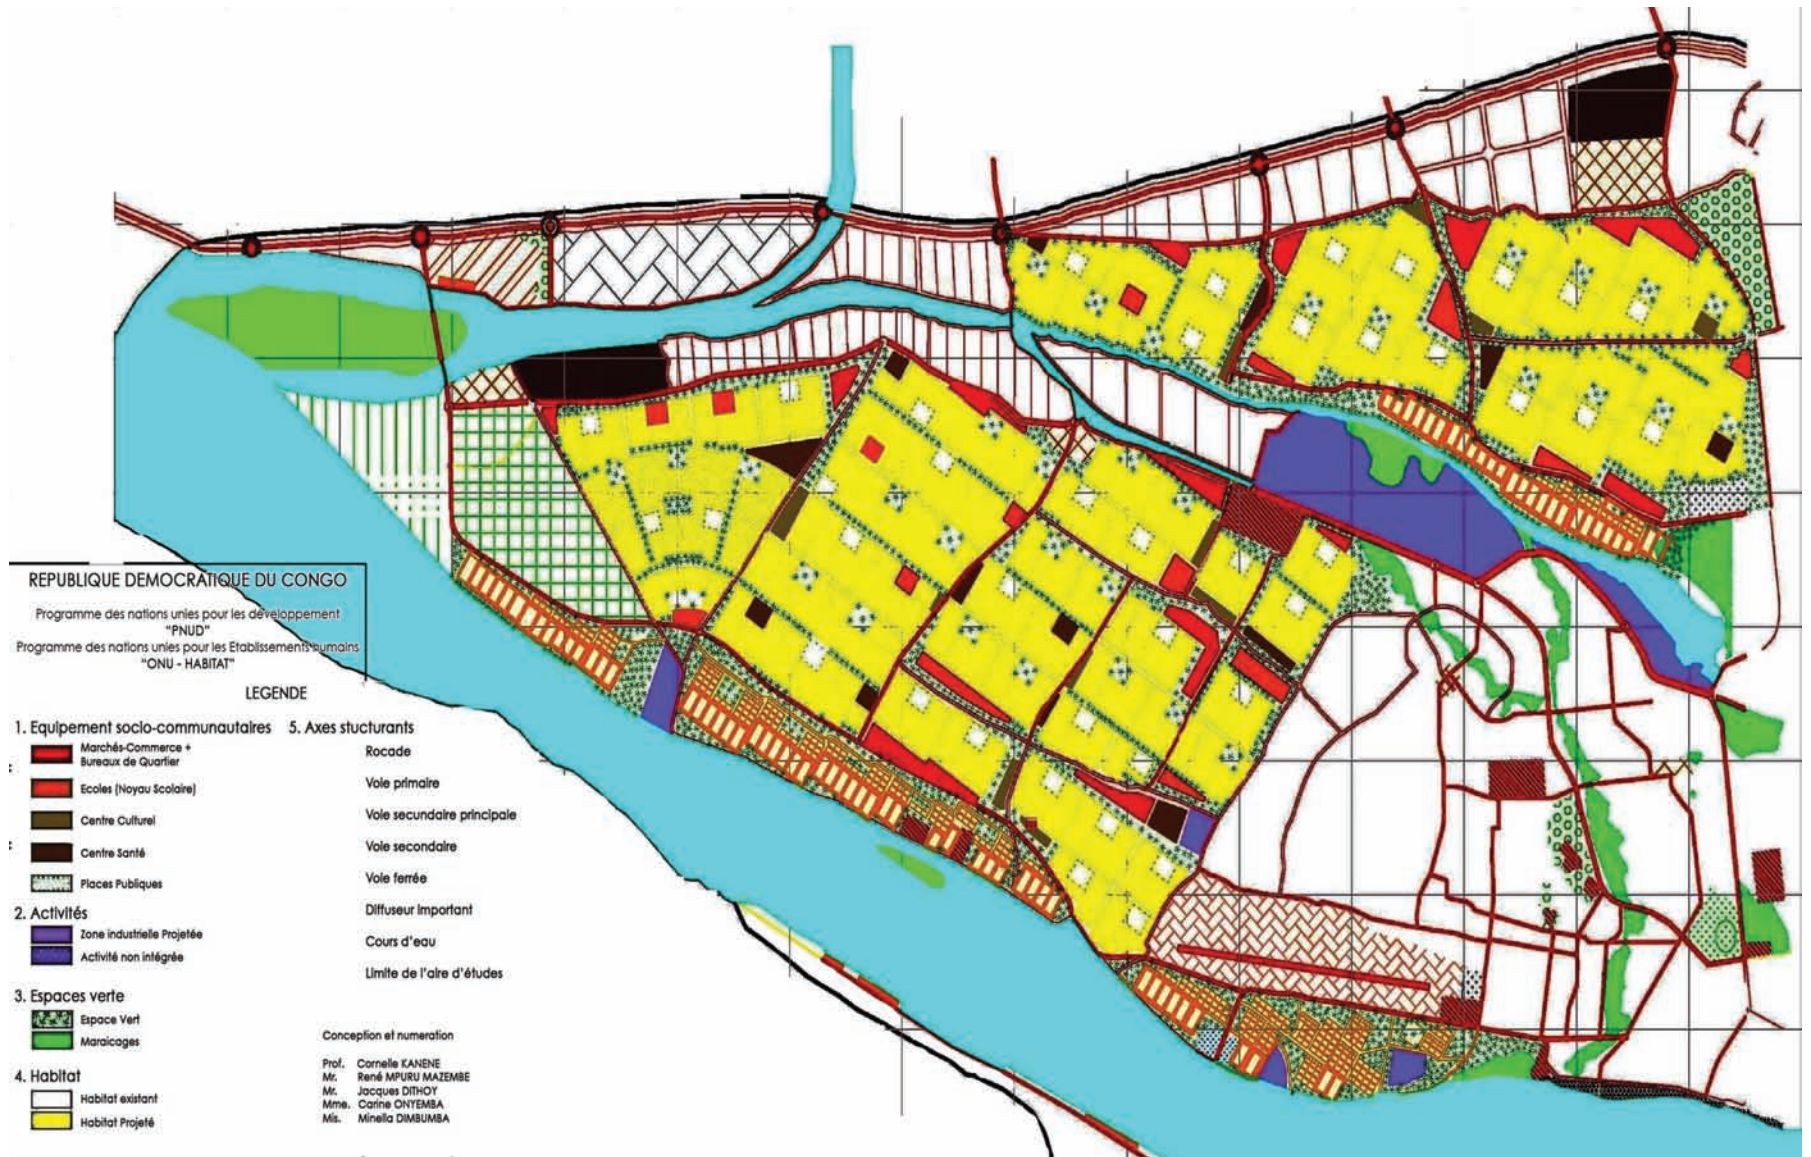 REPUBLIQUE DEMOCRATIQUE DU CONGO
Programme des nations unies pour les développement
"PNUD"
Programme des nations unies pour les Etablissements humains
"ONU - HABITAT"
LEGENDE
1. Equipement socio-communautaires
Marchés-Commerce +
Bureaux de Quartier
Ecoles (Noyau Scolaire)
Centre Culturel
Centre Santé
Places Publiques
2. Activités
Zone industrielle Projetée
Activité non intégrée
3. Espaces verte
Espace Vert
Maraicages
4. Habitat
Habitat existant
Habitat Projeté
5. Axes stucturants
Rocade
Voie primaire
Voie secundaire principale
Voie secondaire
Voie ferrée
Diffuseur important
Cours d'eau
Limite de l'aire d'études
Conception et numeration
Prof. Cornelle KANENE
Mr. René MPURU MAZEMBE
Mr. Jacques DITHOY
Mme. Carine ONYEMBA
Mis. Minella DIMBUMBA